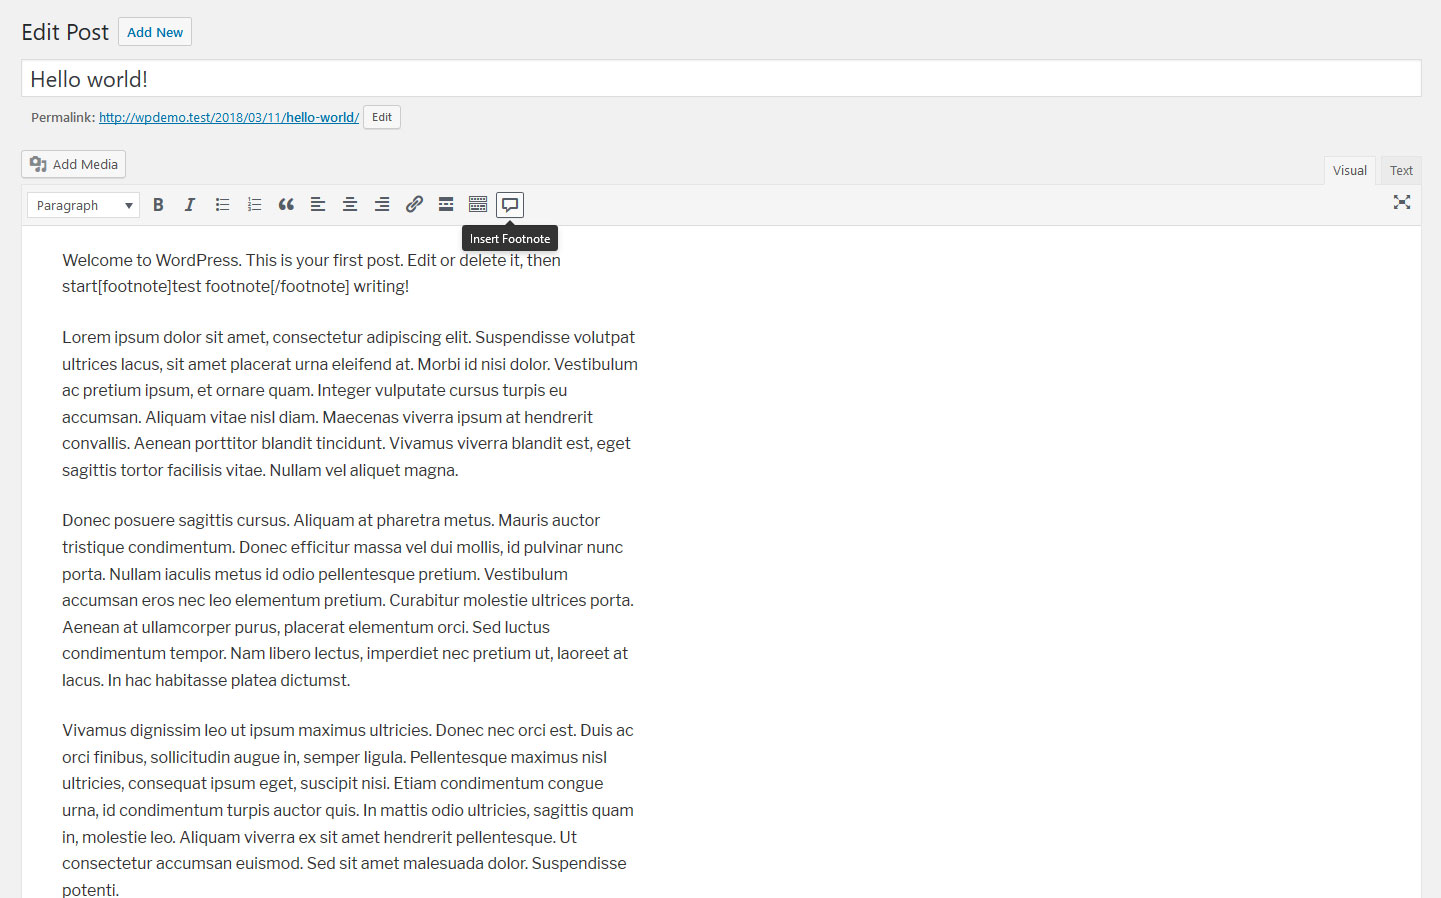 Edit Post Add New
Hello world!
Permalink: http://wpdemo.test/2018/03/11/hello-world/ Edit
Add Media
Visual Text
Paragraph B I
Insert Footnote
Welcome to WordPress. This is your first post. Edit or delete it, then
start[footnote]test footnote[/footnote] writing!
Lorem ipsum dolor sit amet, consectetur adipiscing elit. Suspendisse volutpat
ultrices lacus, sit amet placerat urna eleifend at. Morbi id nisi dolor. Vestibulum
ac pretium ipsum, et ornare quam. Integer vulputate cursus turpis eu
accumsan. Aliquam vitae nisl diam. Maecenas viverra ipsum at hendrerit
convallis. Aenean porttitor blandit tincidunt. Vivamus viverra blandit est, eget
sagittis tortor facilisis vitae. Nullam vel aliquet magna.
Donec posuere sagittis cursus. Aliquam at pharetra metus. Mauris auctor
tristique condimentum. Donec efficitur massa vel dui mollis, id pulvinar nunc
porta. Nullam iaculis metus id odio pellentesque pretium. Vestibulum
accumsan eros nec leo elementum pretium. Curabitur molestie ultrices porta.
Aenean at ullamcorper purus, placerat elementum orci. Sed luctus
condimentum tempor. Nam libero lectus, imperdiet nec pretium ut, laoreet at
lacus. In hac habitasse platea dictumst.
Vivamus dignissim leo ut ipsum maximus ultricies. Donec nec orci est. Duis ac
orci finibus, sollicitudin augue in, semper ligula. Pellentesque maximus nisl
ultricies, consequat ipsum eget, suscipit nisi. Etiam condimentum congue
urna, id condimentum turpis auctor quis. In mattis odio ultricies, sagittis quam
in, molestie leo. Aliquam viverra ex sit amet hendrerit pellentesque. Ut
consectetur accumsan euismod. Sed sit amet malesuada dolor. Suspendisse
potenti.